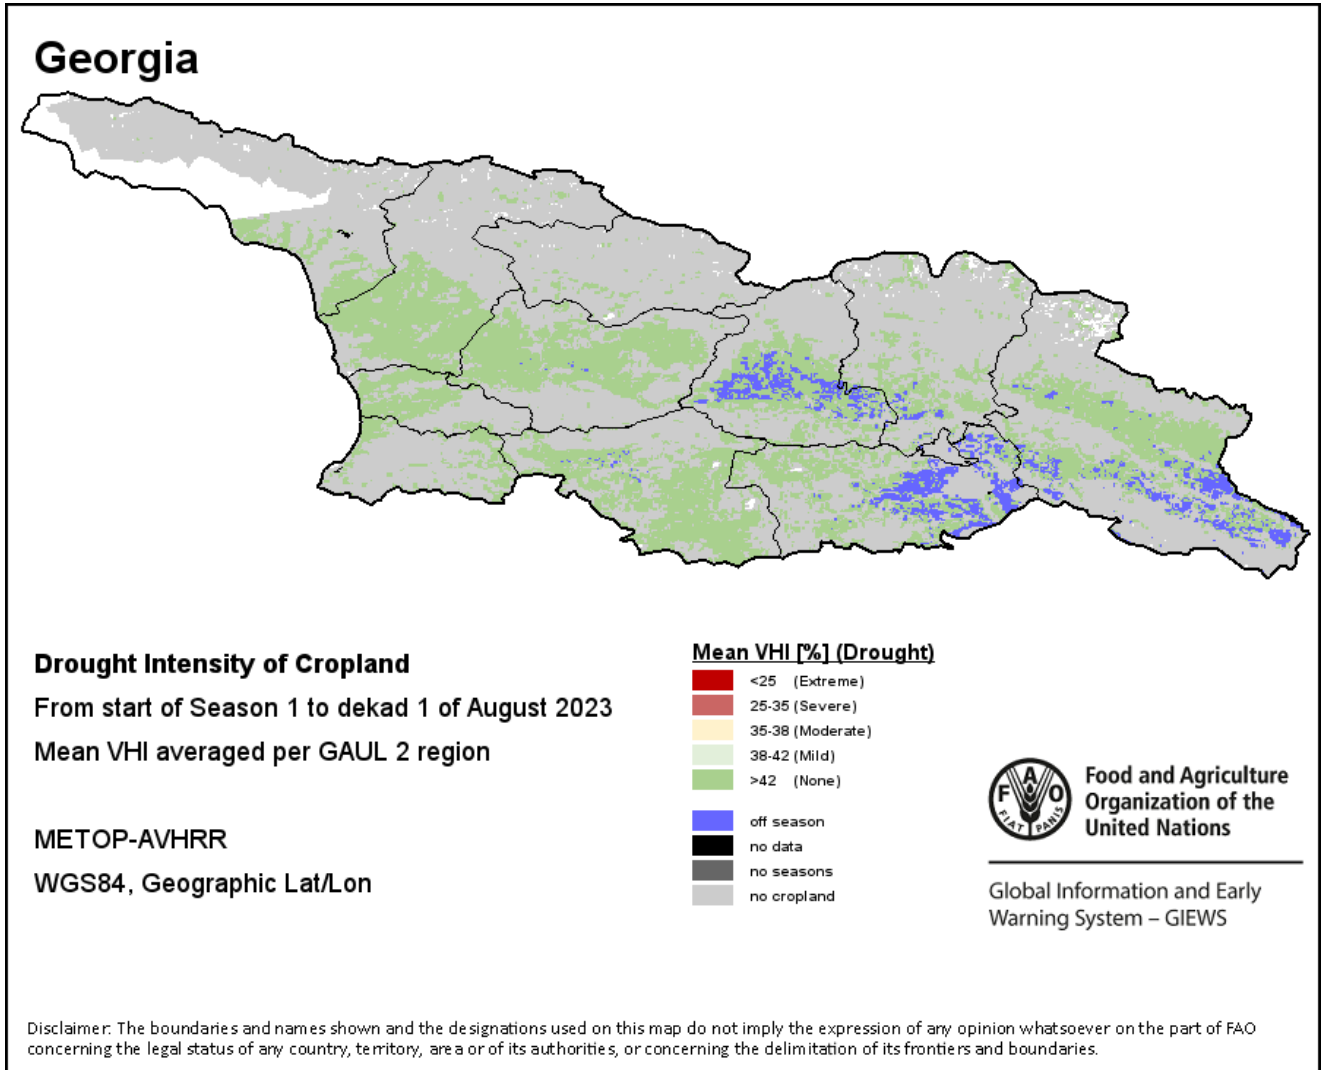 Georgia
Drought Intensity of Cropland
From start of Season 1 to dekad 1 of August 2023
Mean VHI averaged per GAUL 2 region
METOP-AVHRR
WGS84, Geographic Lat/Lon
Mean VHI [%] (Drought)
<25 (Extreme)
25-35 (Severe)
35-38 (Moderate)
38-42 (Mild)
>42 (None)
off season
no data
no seasons
no cropland
F A O
FIAT PANIS
Food and Agriculture
Organization of the
United Nations
Global Information and Early
Warning System – GIEWS
Disclaimer: The boundaries and names shown and the designations used on this map do not imply the expression of any opinion whatsoever on the part of FAO
concerning the legal status of any country, territory, area or of its authorities, or concerning the delimitation of its frontiers and boundaries.